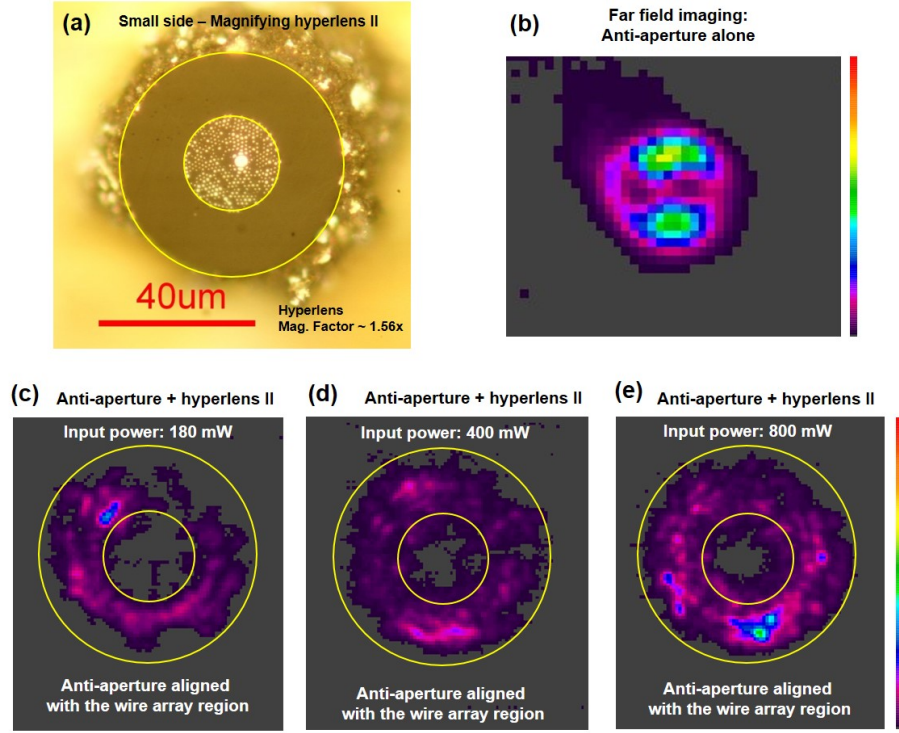 (a) Small side – Magnifying hyperlens II
40um
Hyperlens
Mag. Factor ~ 1.56x
(b) Far field imaging:
Anti-aperture alone
(c) Anti-aperture + hyperlens II
Input power: 180 mW
Anti-aperture aligned
with the wire array region
(d) Anti-aperture + hyperlens II
Input power: 400 mW
Anti-aperture aligned
with the wire array region
(e) Anti-aperture + hyperlens II
Input power: 800 mW
Anti-aperture aligned
with the wire array region